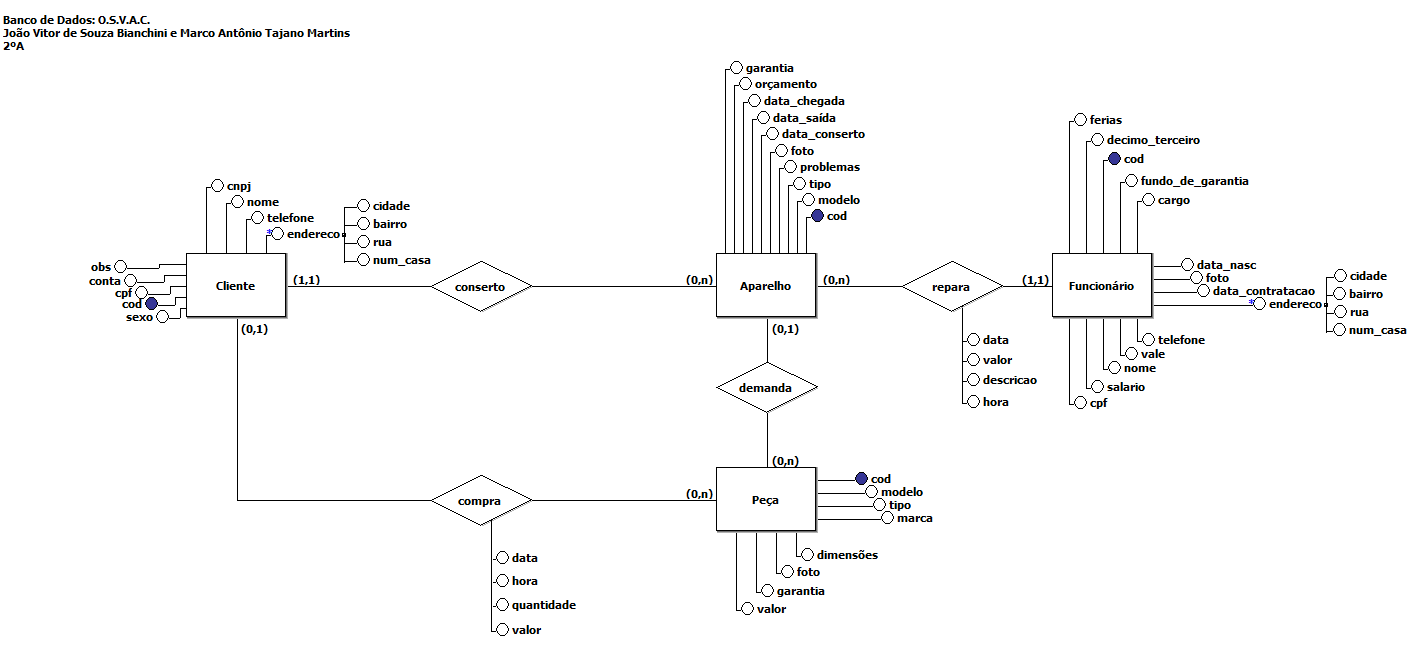 Banco de Dados: O.S.V.A.C.
João Vitor de Souza Bianchini e Marco Antônio Tajano Martins
2ºA
garantia
orçamento
data_chegada
data_saída
data_conserto
foto
problemas
tipo
modelo
cod
ferias
decimo_terceiro
cod
fundo_de_garantia
cargo
cnpj
nome
telefone
* endereco
cidade
bairro
rua
num_casa
obs
conta
cpf
cod
sexo
Cliente
(1,1)
conserto
(0,n)
Aparelho
(0,n)
repara
(1,1)
Funcionário
data_nasc
foto
data_contratacao
* endereco
cidade
bairro
rua
num_casa
(0,1)
(0,1)
data
valor
descricao
hora
telefone
vale
nome
salario
cpf
demanda
(0,n)
compra
(0,n)
Peça
cod
modelo
tipo
marca
data
hora
quantidade
valor
dimensões
foto
garantia
valor